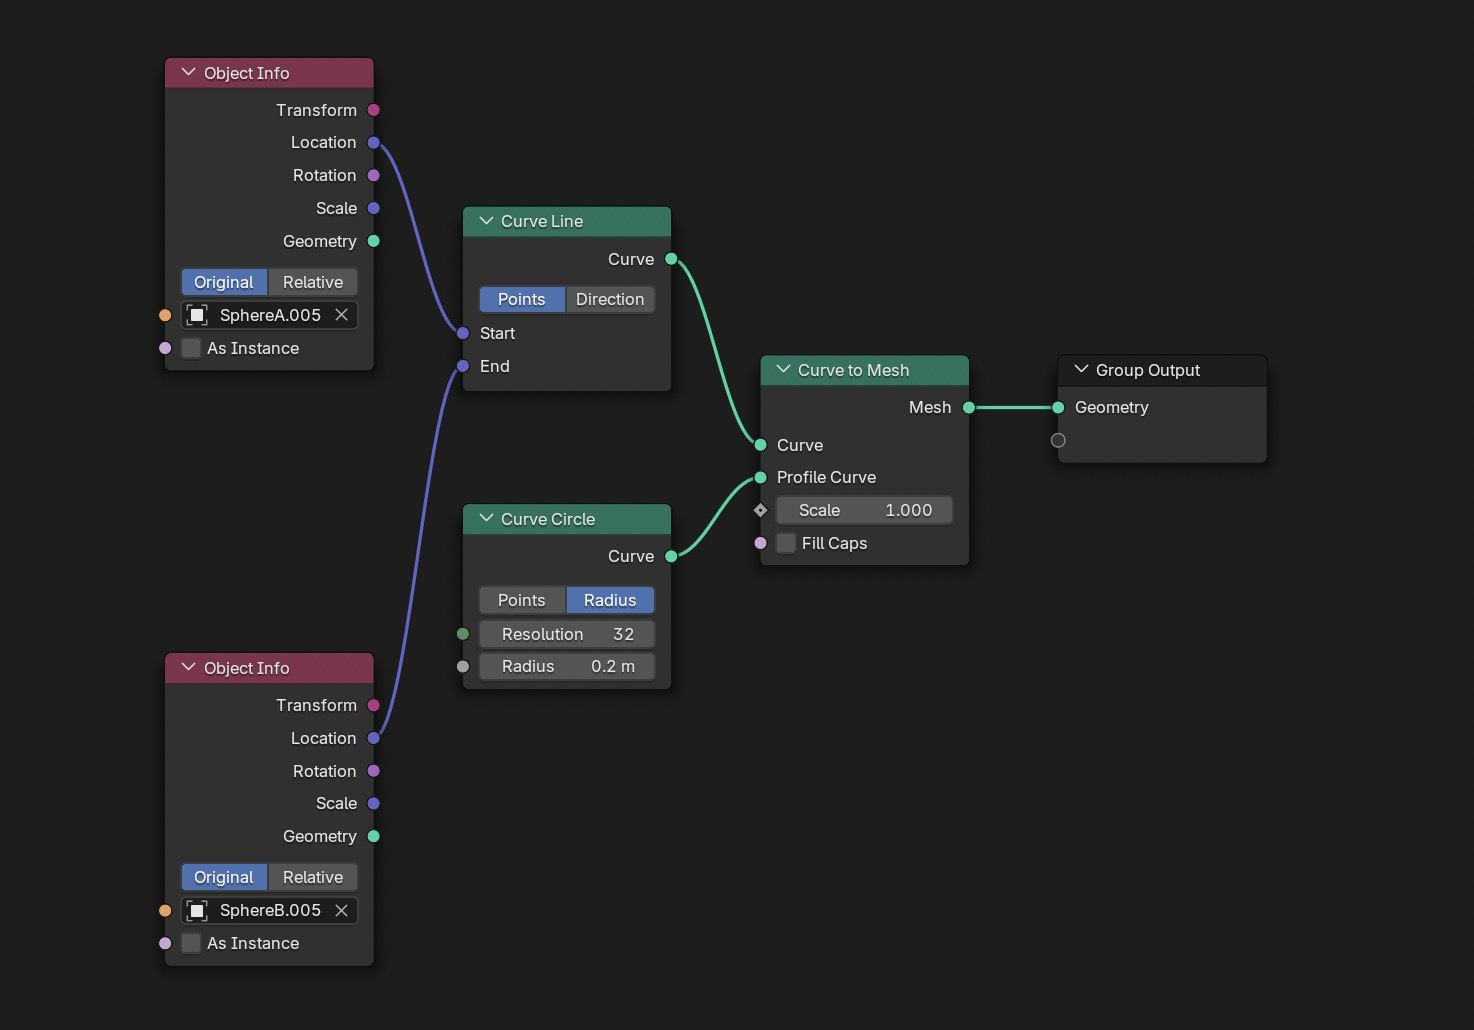 Object Info
Transform
Location
Rotation
Scale
Geometry
Original Relative
SphereA.005
As Instance
Curve Line
Curve
Points Direction
Start
End
Curve Circle
Curve
Points Radius
Resolution 32
Radius 0.2 m
Object Info
Transform
Location
Rotation
Scale
Geometry
Original Relative
SphereB.005
As Instance
Curve to Mesh
Mesh
Curve
Profile Curve
Scale 1.000
Fill Caps
Group Output
Geometry